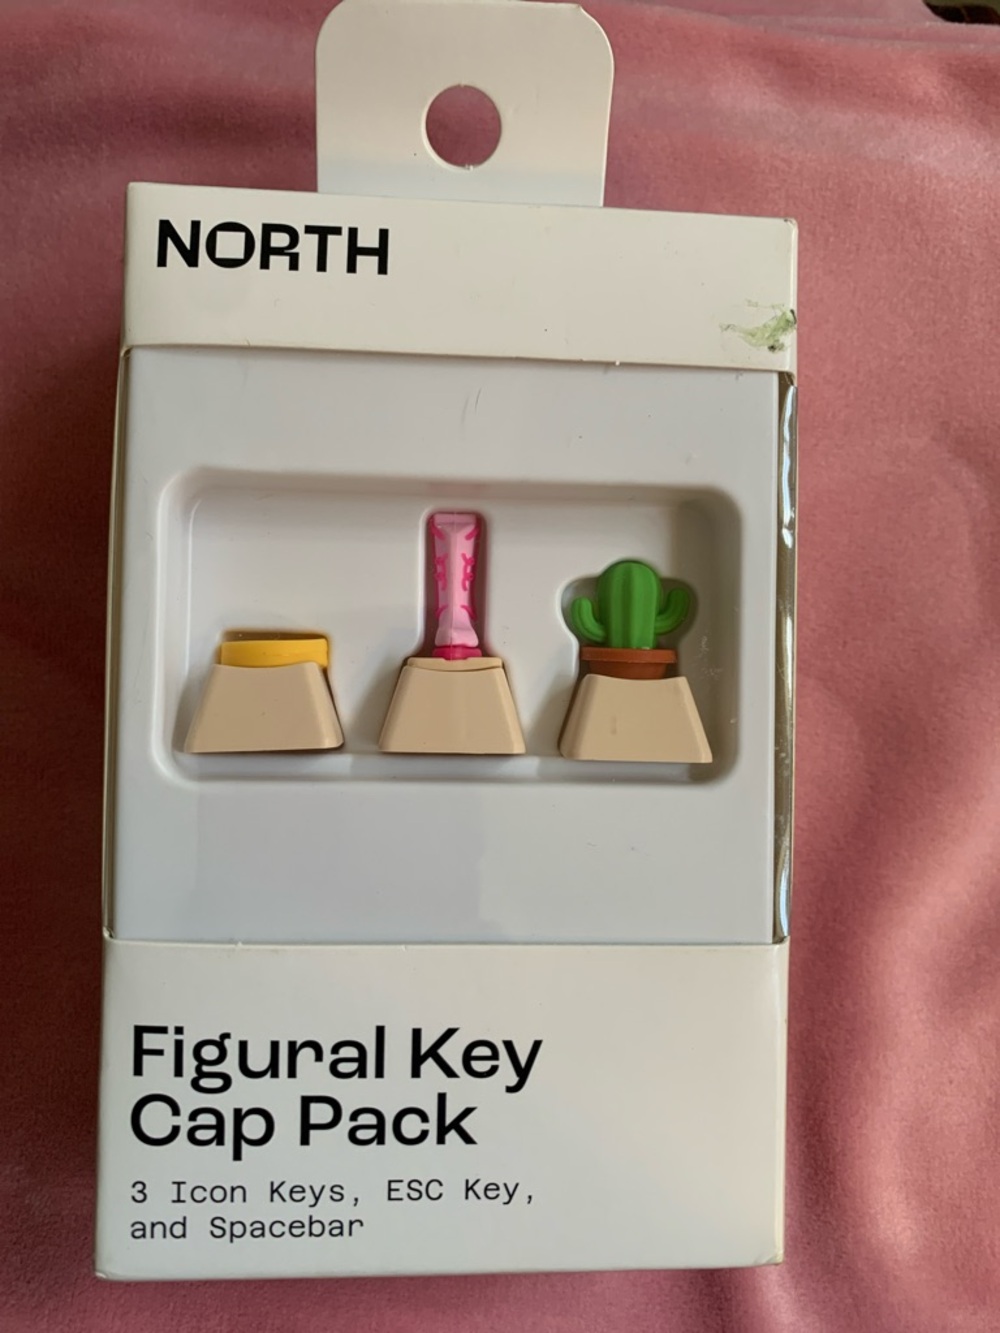 NORTH
Figural Key
Cap Pack
3 Icon Keys, ESC Key,
and Spacebar